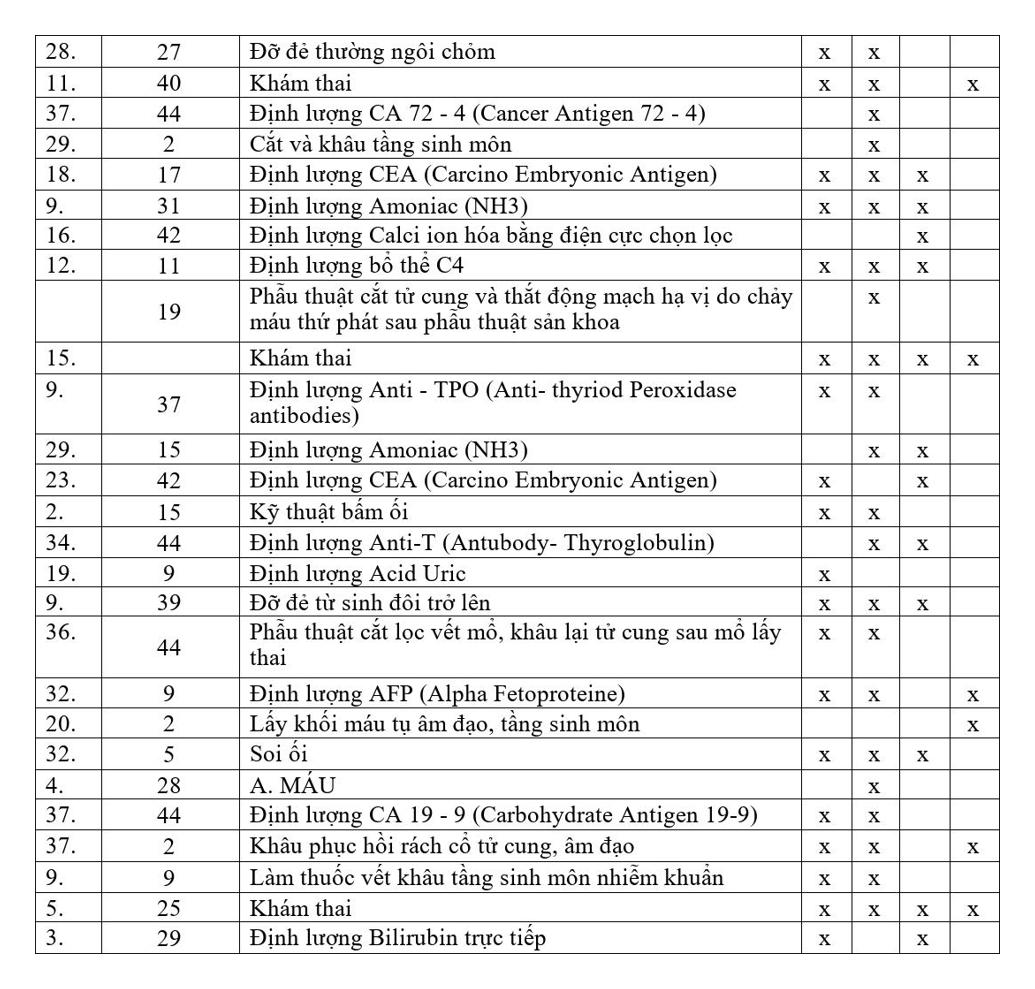 28. 27 Đỡ đẻ thường ngôi chỏm x x
11. 40 Khám thai x x x
37. 44 Định lượng CA 72 - 4 (Cancer Antigen 72 - 4) x
29. 2 Cắt và khâu tầng sinh môn x
18. 17 Định lượng CEA (Carcino Embryonic Antigen) x x x
9. 31 Định lượng Amoniac (NH3) x x x
16. 42 Định lượng Calci ion hóa bằng điện cực chọn lọc x
12. 11 Định lượng bổ thể C4 x x x
19 Phẫu thuật cắt tử cung và thắt động mạch hạ vị do chảy x
máu thứ phát sau phẫu thuật sản khoa
15. Khám thai x x x x
9. 37 Định lượng Anti - TPO (Anti- thyriod Peroxidase x x
antibodies)
29. 15 Định lượng Amoniac (NH3) x x
23. 42 Định lượng CEA (Carcino Embryonic Antigen) x x
2. 15 Kỹ thuật bấm ối x x
34. 44 Định lượng Anti-T (Antubody- Thyroglobulin) x x
19. 9 Định lượng Acid Uric x
9. 39 Đỡ đẻ từ sinh đôi trở lên x x x
36. 44 Phẫu thuật cắt lọc vết mổ, khâu lại tử cung sau mổ lấy x x
thai
32. 9 Định lượng AFP (Alpha Fetoproteine) x x x
20. 2 Lấy khối máu tụ âm đạo, tầng sinh môn x
32. 5 Soi ối x x x
4. 28 A. MÁU x
37. 44 Định lượng CA 19 - 9 (Carbohydrate Antigen 19-9) x x
37. 2 Khâu phục hồi rách cổ tử cung, âm đạo x x x
9. 9 Làm thuốc vết khâu tầng sinh môn nhiễm khuẩn x x
5. 25 Khám thai x x x x
3. 29 Định lượng Bilirubin trực tiếp x x